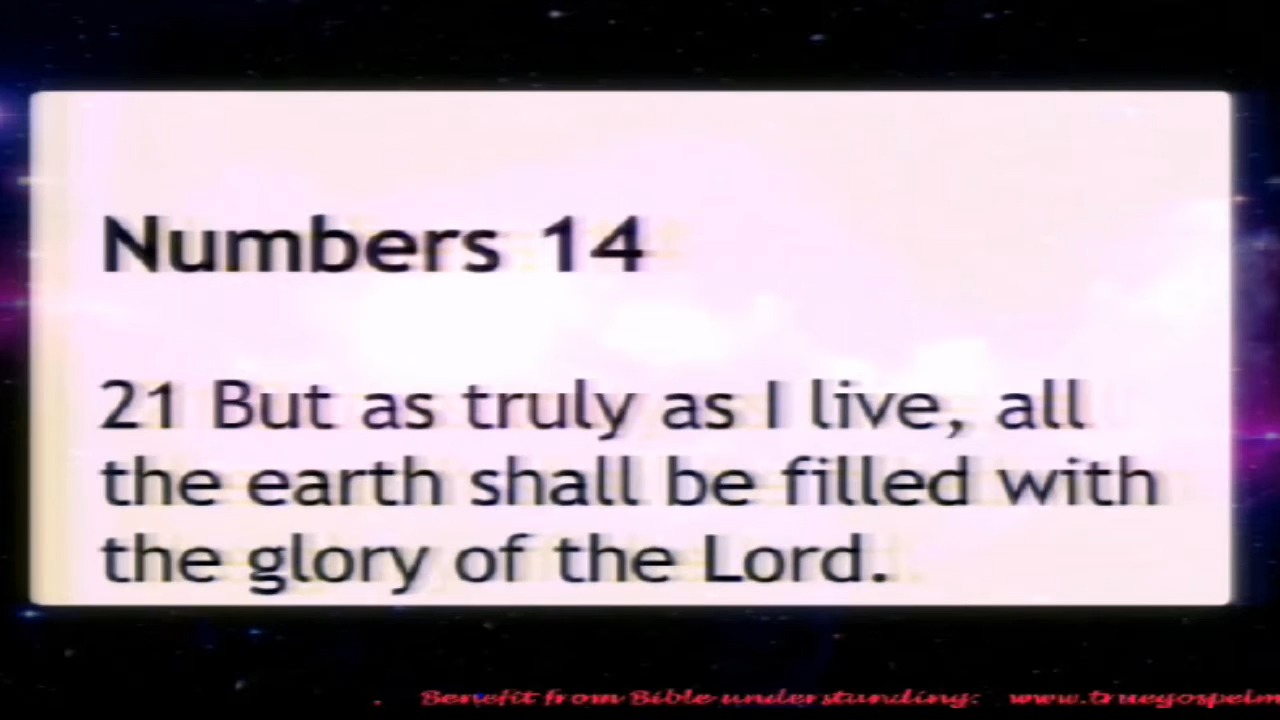 Numbers 14
21 But as truly as I live, all
the earth shall be filled with
the glory of the Lord.
. Benefit from Bible understanding: www.truegospelm